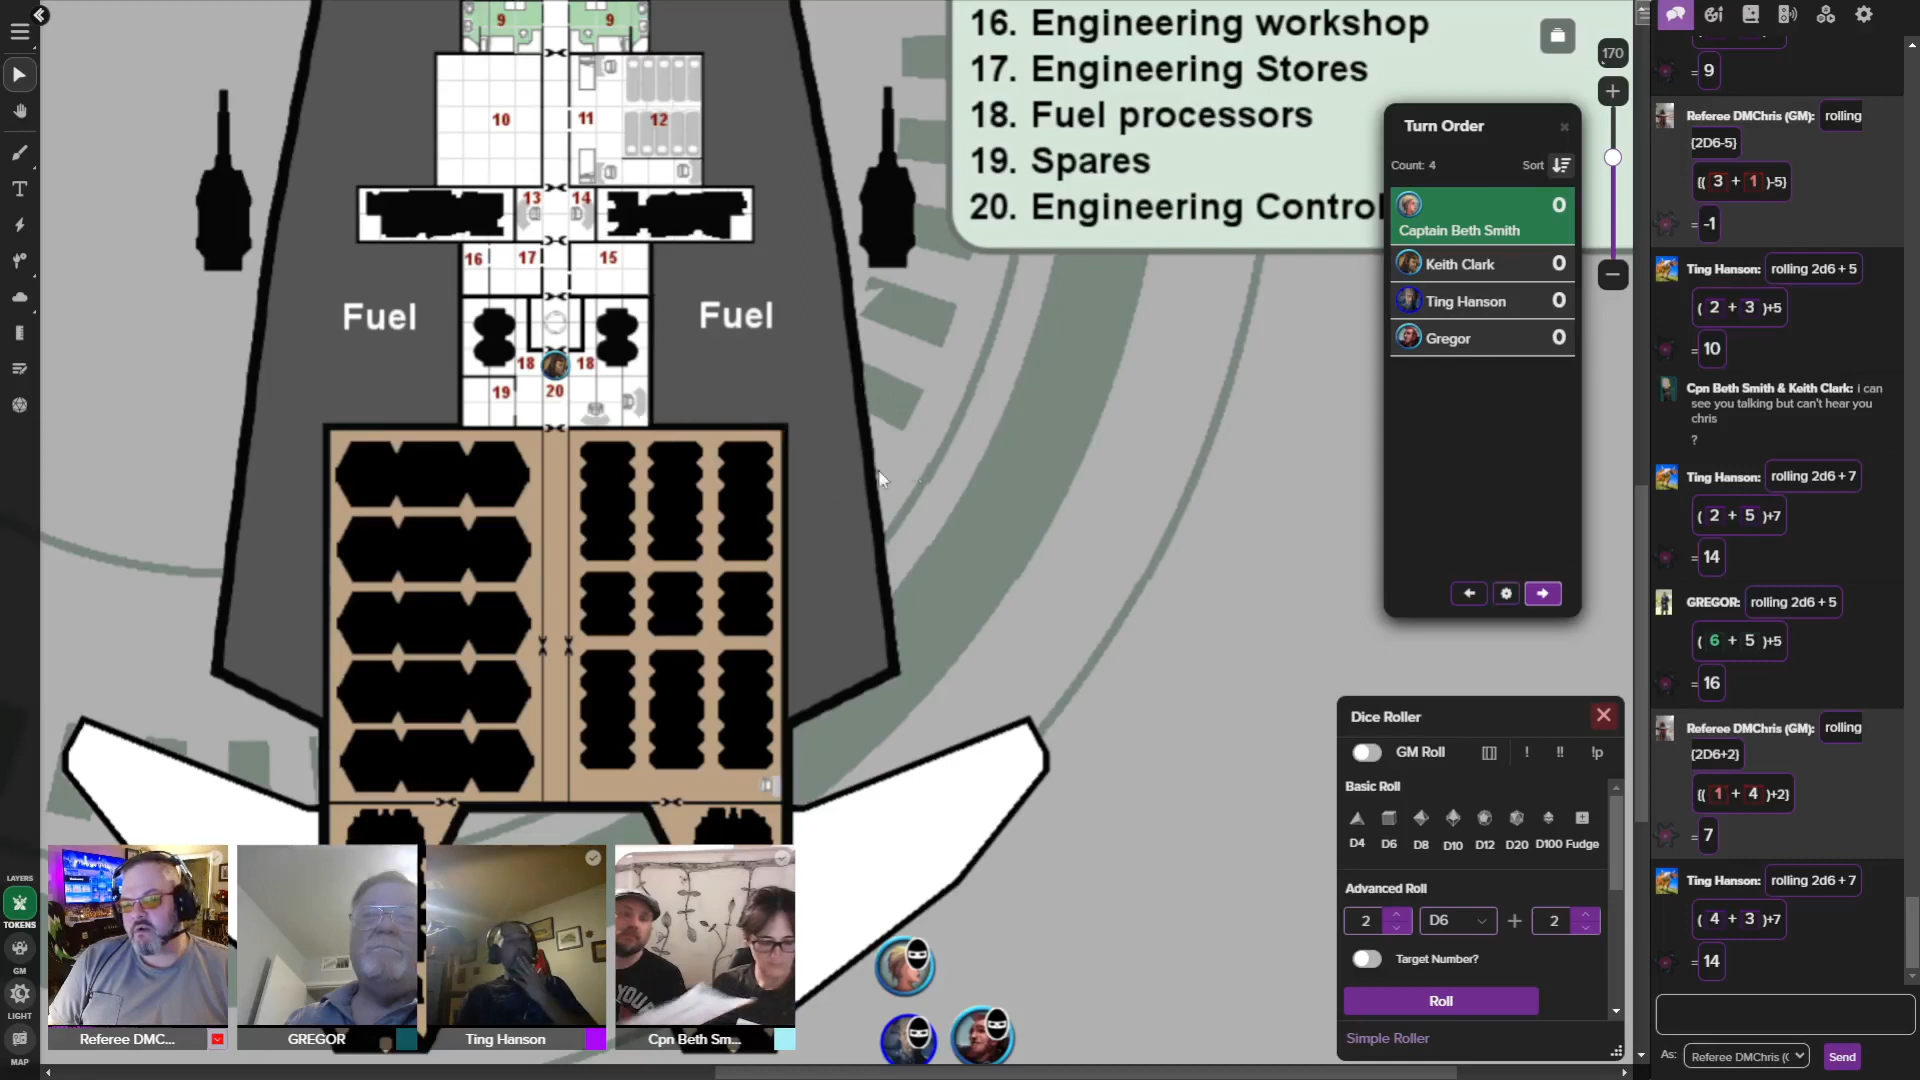 9
9
10
11
12
13
14
16
17
15
Fuel
Fuel
18
18
19
20
16. Engineering workshop
17. Engineering Stores
18. Fuel processors
19. Spares
20. Engineering Control
170
Turn Order
Count: 4
Sort
0
Captain Beth Smith
Keith Clark 0
Ting Hanson 0
Gregor 0
Dice Roller
GM Roll
[[]]
!
!!
!p
Basic Roll
D4 D6 D8 D10 D12 D20 D100 Fudge
Advanced Roll
2 D6 + 2
Target Number?
Roll
Simple Roller
LAYERS
TOKENS
GM
LIGHT
MAP
YOU
Referee DMC...
GREGOR
Ting Hanson
Cpn Beth Sm...
=9
Referee DMChris (GM): rolling
{2D6-5}
{( 3 + 1 )-5}
=-1
Ting Hanson: rolling 2d6 + 5
( 2 + 3 )+5
=10
Cpn Beth Smith & Keith Clark: i can
see you talking but can't hear you
chris
?
Ting Hanson: rolling 2d6 + 7
( 2 + 5 )+7
=14
GREGOR: rolling 2d6 + 5
( 6 + 5 )+5
=16
Referee DMChris (GM): rolling
{2D6+2}
{( 1 + 4 )+2}
=7
Ting Hanson: rolling 2d6 + 7
( 4 + 3 )+7
=14
As: Referee DMChris (
Send